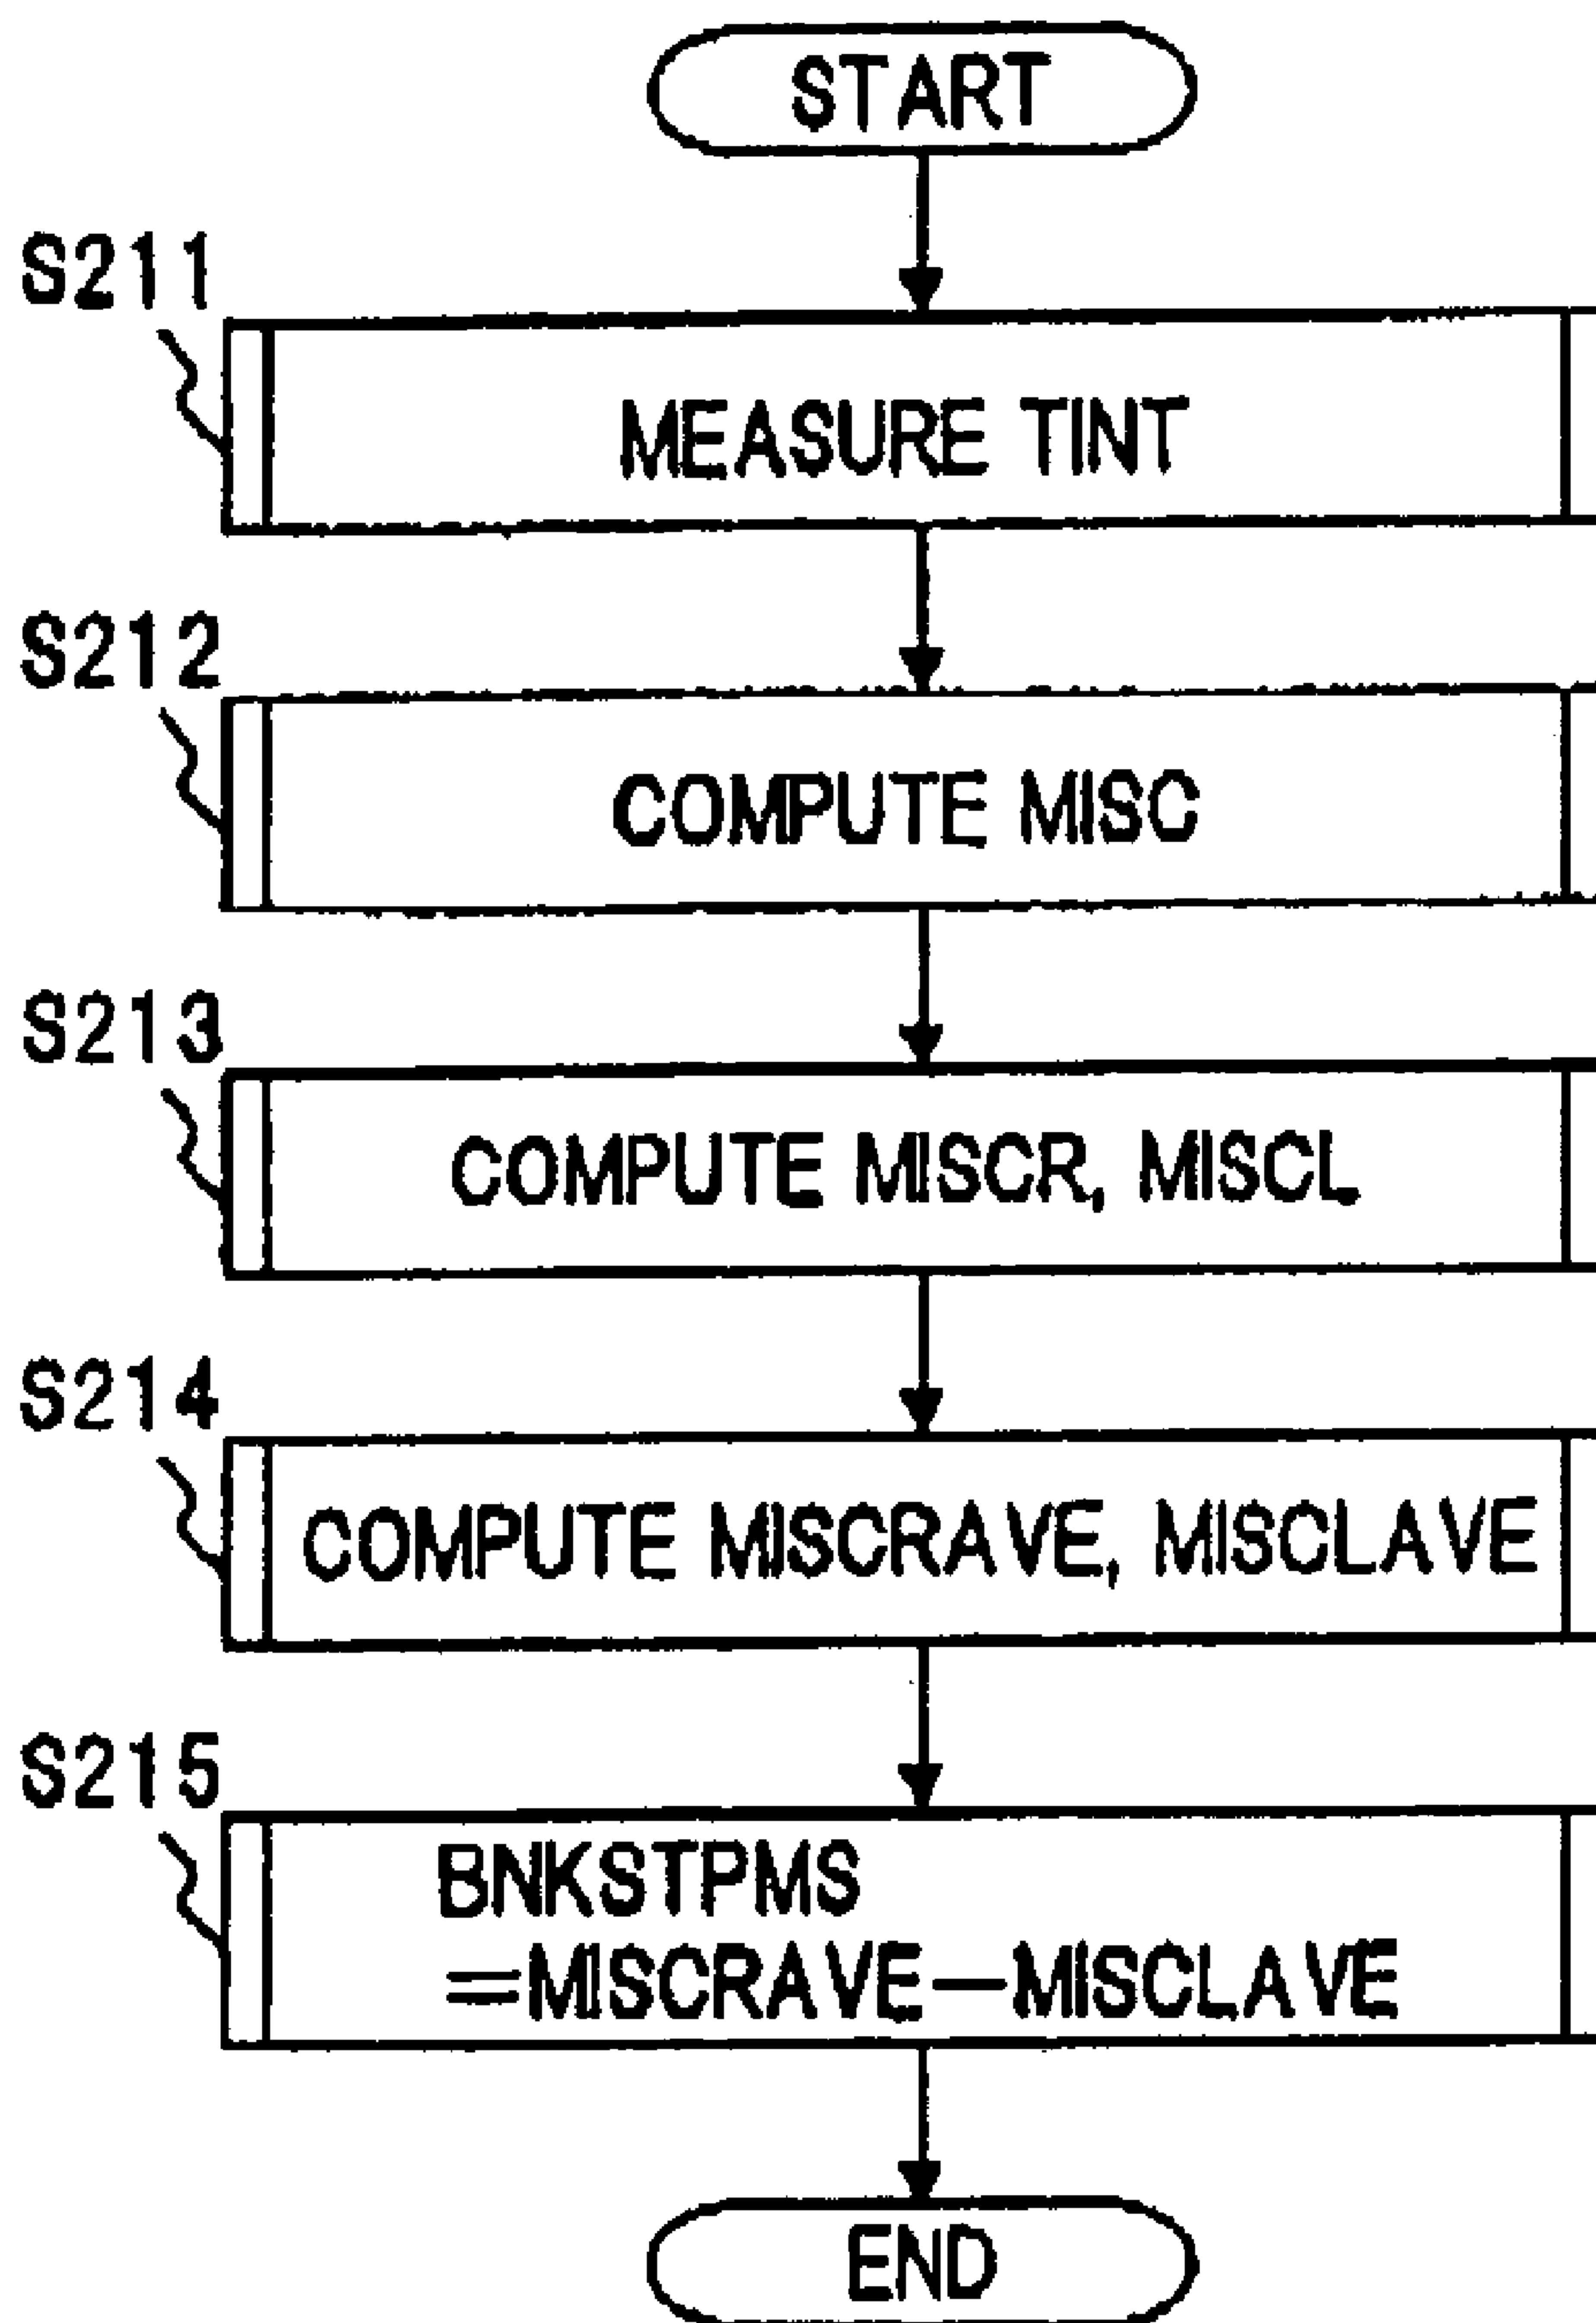 START
S211
MEASURE TINT
S212
COMPUTE MISC
S213
COMPUTE MISCR, MISCL
S214
COMPUTE MISCRAVE, MISCLAVE
S215
BNKSTPMS
=MISCRAVE-MISCLAVE
END